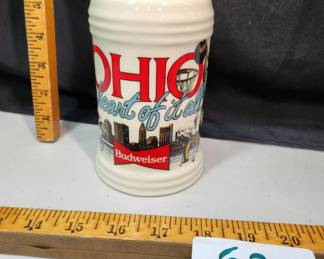 OHIO
heart of it all
Budweiser
14 15 16 17 18 19 20